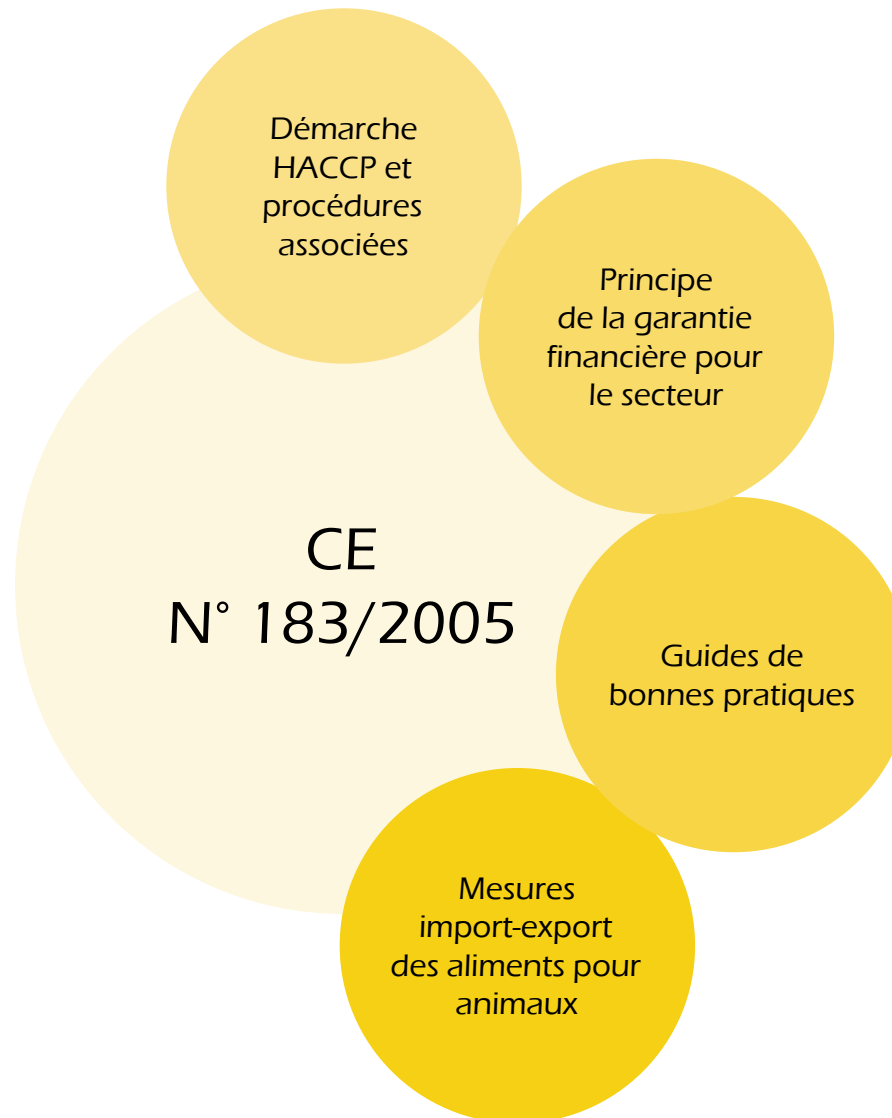 Démarche
HACCP et
procédures
associées
Principe
de la garantie
financière pour
le secteur
CE
N° 183/2005
Guides de
bonnes pratiques
Mesures
import-export
des aliments pour
animaux